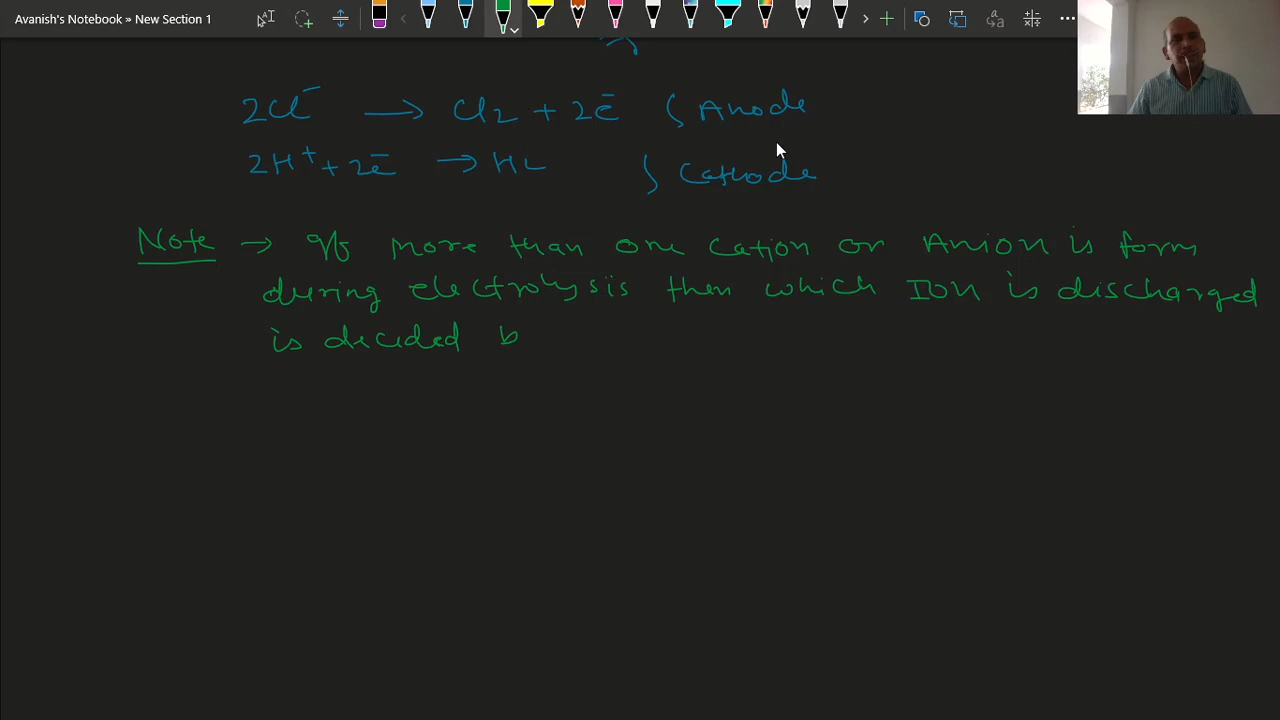 Avanish's Notebook » New Section 1
2Cl⁻ → Cl2 + 2e⁻ { Anode
2H⁺ + 2e⁻ → H2 } Cathode
Note → If more than one cation or Anion is form
during electrolysis then which Ion is discharged
is decided b